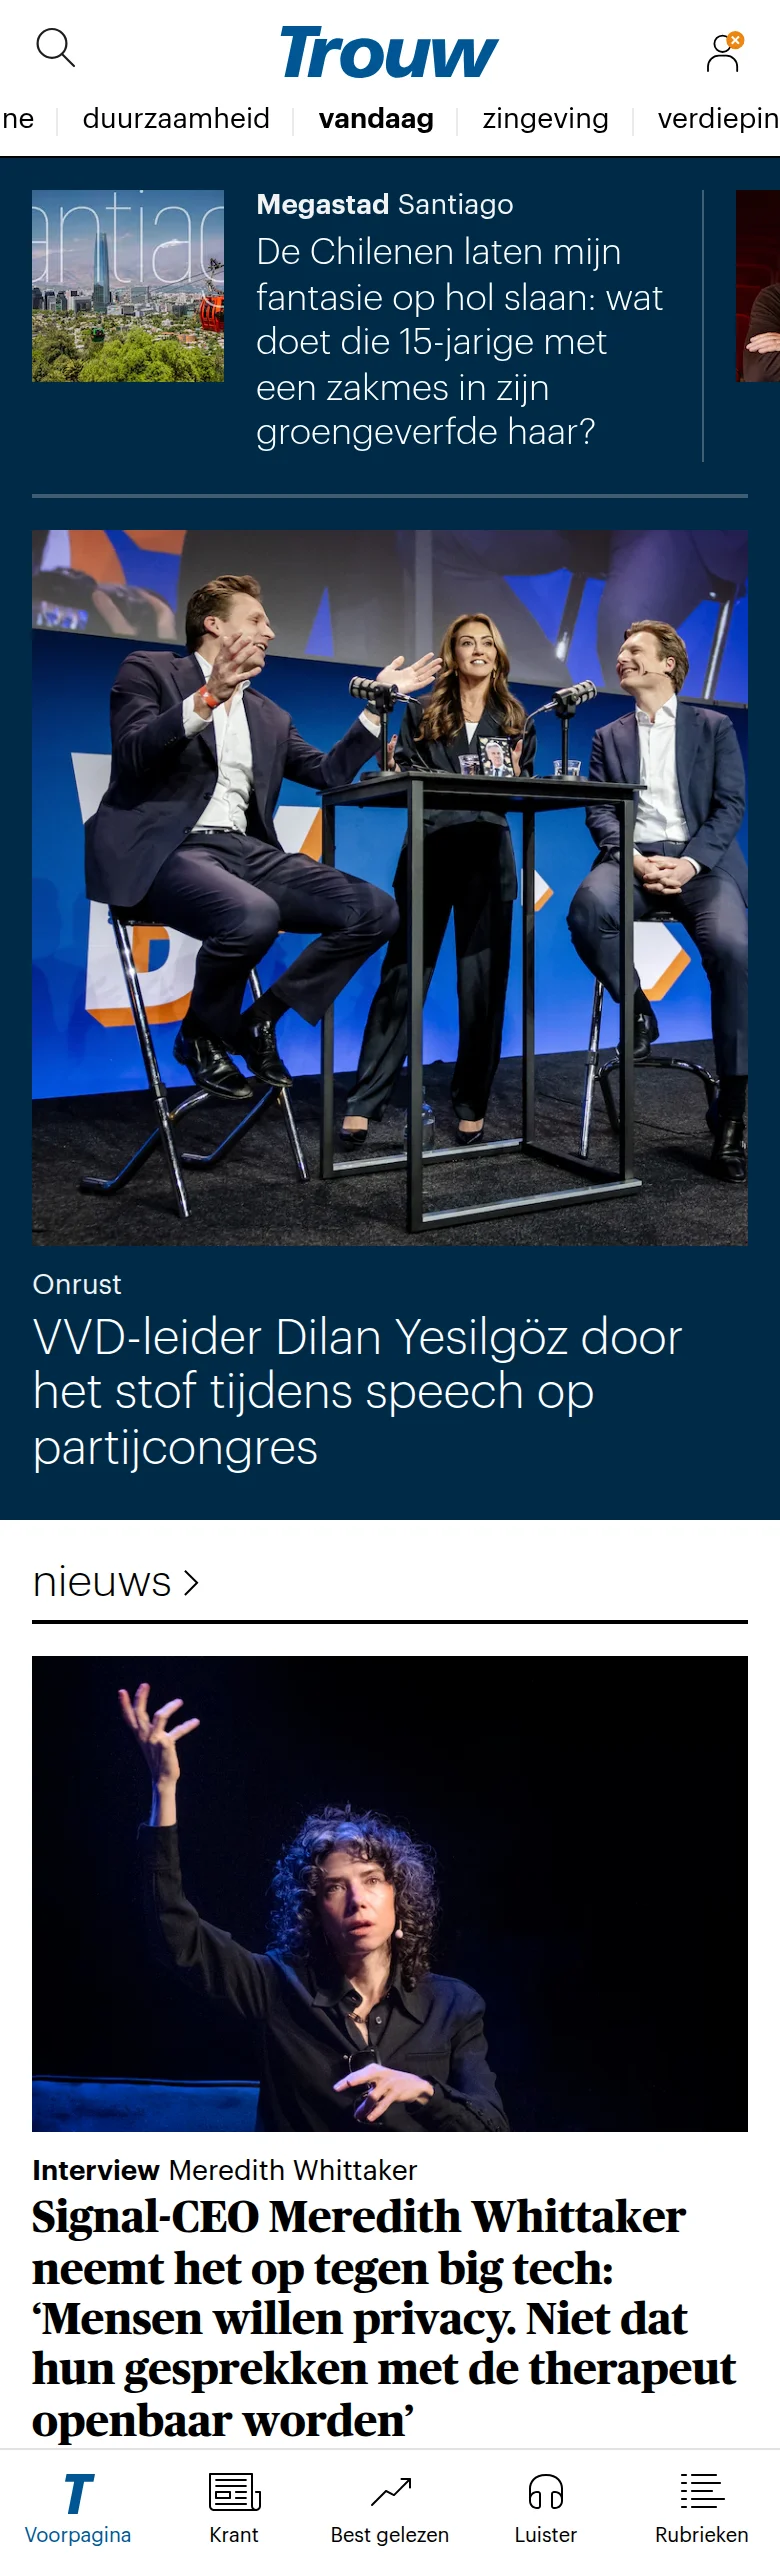 Trouw
ne
duurzaamheid
vandaag
zingeving
verdiepin
antiag
Megastad Santiago
De Chilenen laten mijn
fantasie op hol slaan: wat
doet die 15-jarige met
een zakmes in zijn
groengeverfde haar?
Onrust
VVD-leider Dilan Yesilgöz door
het stof tijdens speech op
partijcongres
nieuws
Interview Meredith Whittaker
Signal-CEO Meredith Whittaker
neemt het op tegen big tech:
‘Mensen willen privacy. Niet dat
hun gesprekken met de therapeut
openbaar worden’
T
Voorpagina
Krant
Best gelezen
Luister
Rubrieken